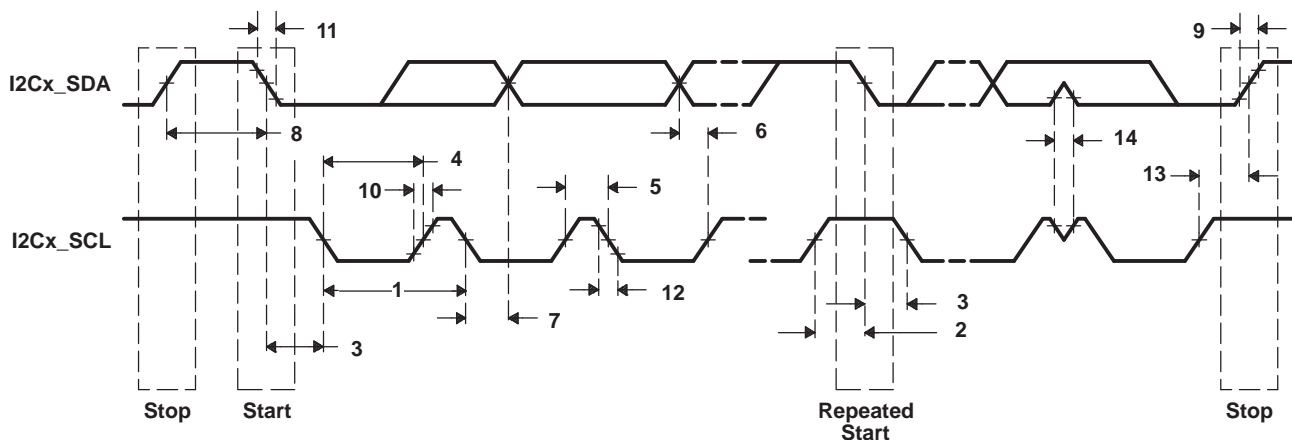 11
9
I2Cx_SDA
8
6
4
14
10
5
13
I2Cx_SCL
1
12
3
7
2
3
Stop
Start
Repeated
Start
Stop